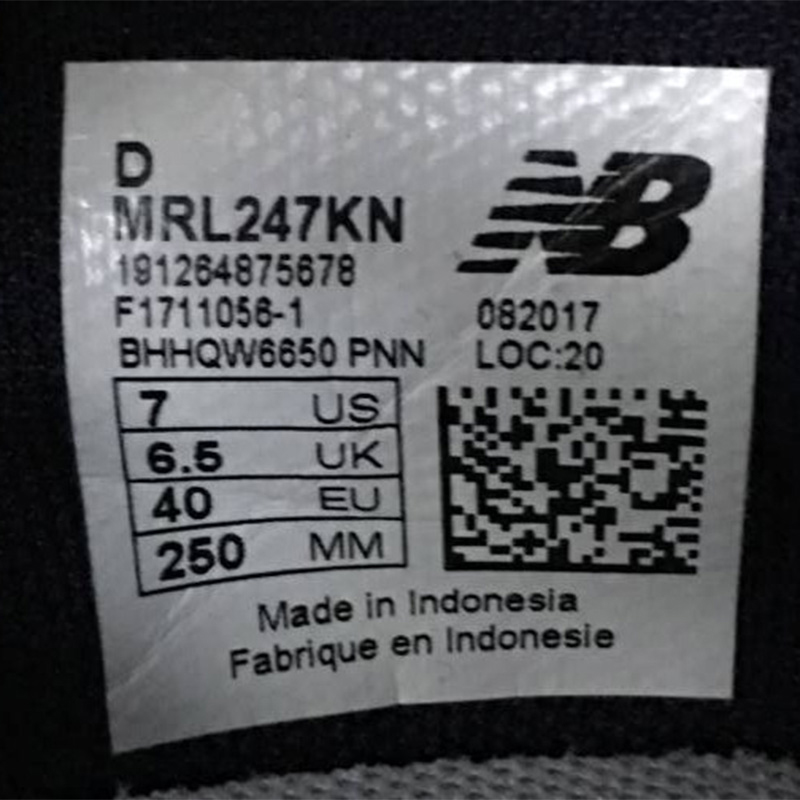 D
MRL247KN
191264875678
F1711056-1
BHHQW6650 PNN
NB
082017
LOC:20
7 US
6.5 UK
40 EU
250 MM
Made in Indonesia
Fabrique en Indonesie